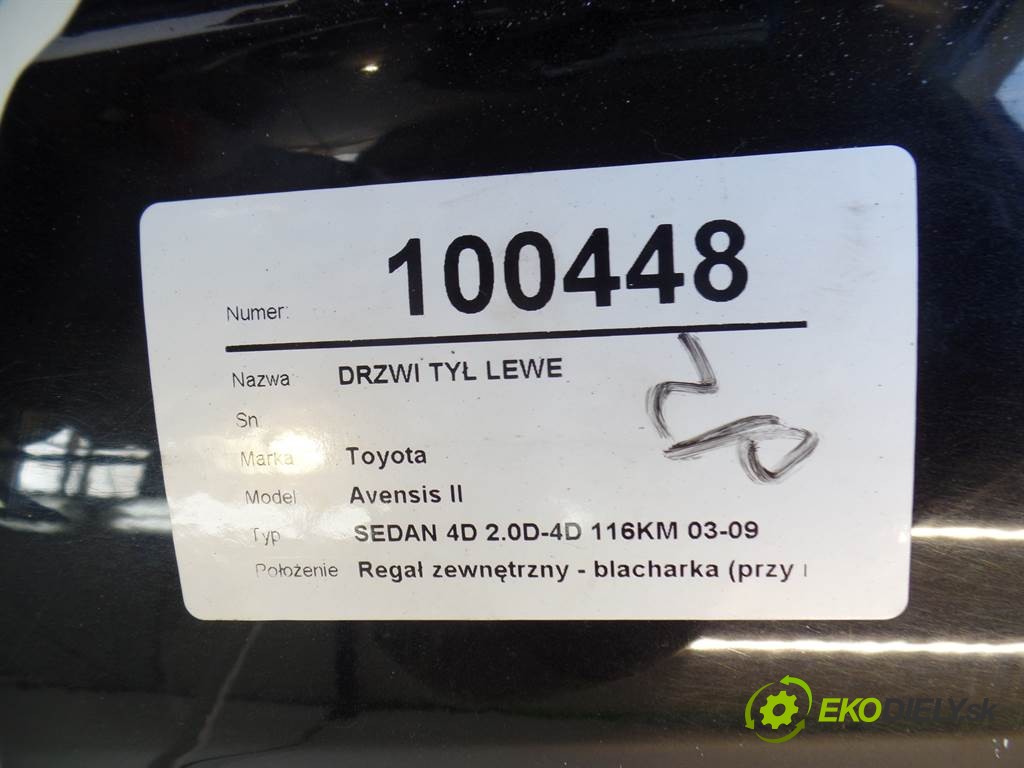 Numer: 100448
Nazwa DRZWI TYŁ LEWE
Sn
Marka Toyota
Model Avensis II
Typ SEDAN 4D 2.0D-4D 116KM 03-09
Położenie Regał zewnętrzny - blacharka (przy
EKODIELY.sk